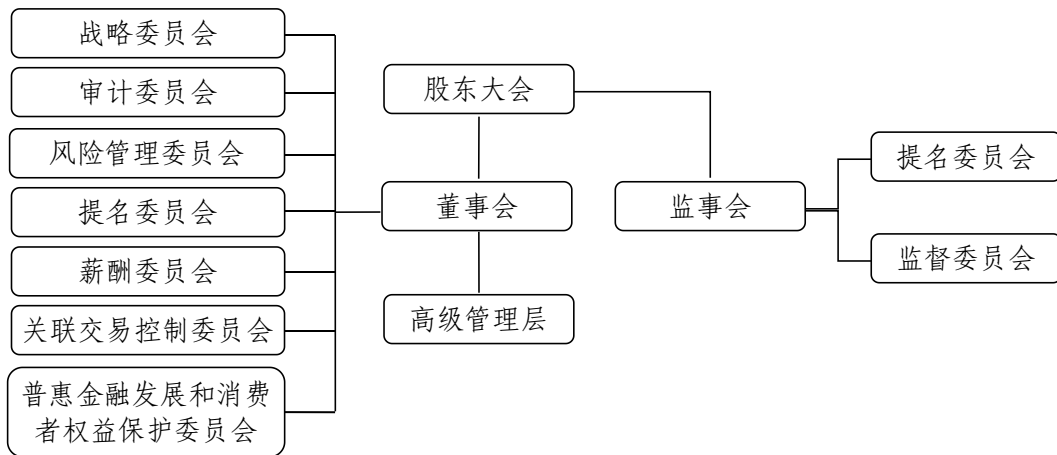 战略委员会
审计委员会
风险管理委员会
提名委员会
薪酬委员会
关联交易控制委员会
普惠金融发展和消费
者权益保护委员会
股东大会
董事会
高级管理层
监事会
提名委员会
监督委员会